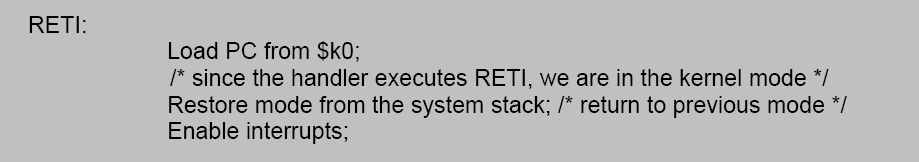 RETI:
Load PC from $k0;
/* since the handler executes RETI, we are in the kernel mode */
Restore mode from the system stack; /* return to previous mode */
Enable interrupts;